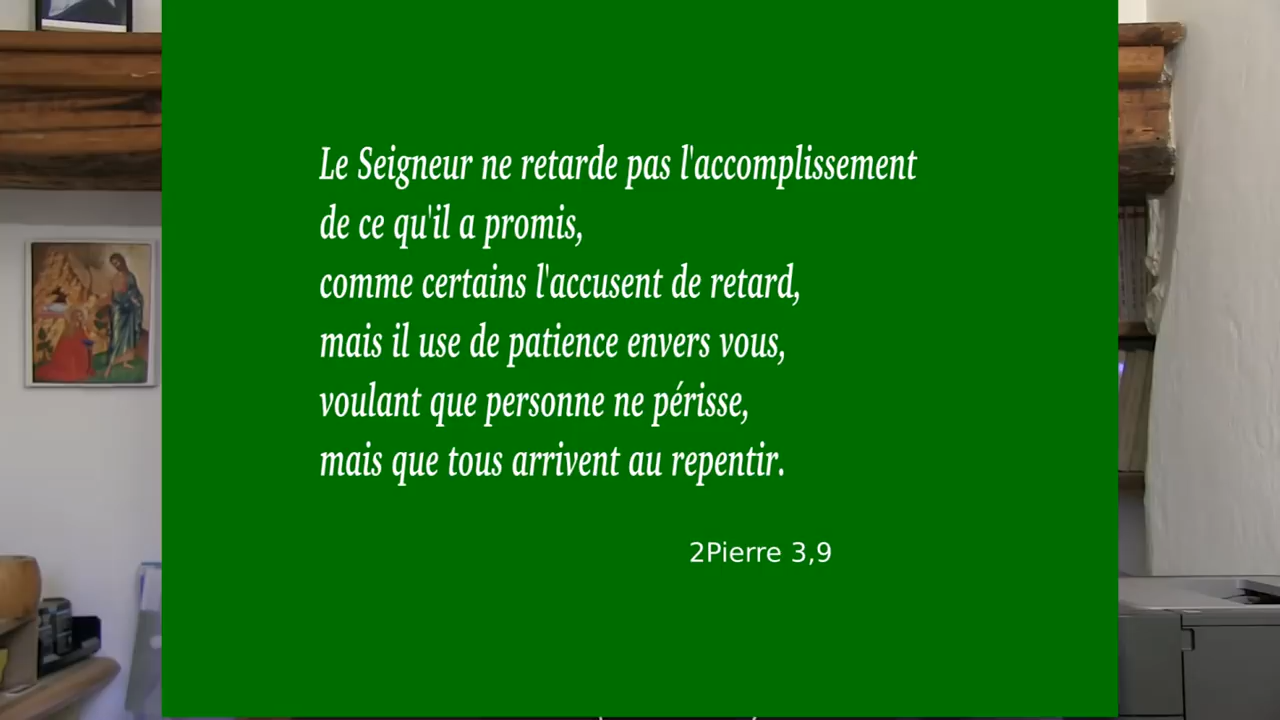 Le Seigneur ne retarde pas l'accomplissement
de ce qu'il a promis,
comme certains l'accusent de retard,
mais il use de patience envers vous,
voulant que personne ne périsse,
mais que tous arrivent au repentir.
2Pierre 3,9